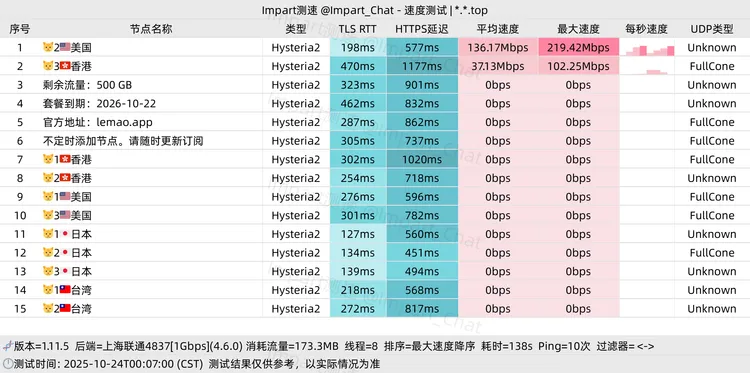 Impart测速 @Impart_Chat - 速度测试 | *.*.top
序号 节点名称 类型 TLS RTT HTTPS延迟 平均速度 最大速度 每秒速度 UDP类型
1 🐱2🇺🇸美国 Hysteria2 198ms 577ms 136.17Mbps 219.42Mbps Unknown
2 🐱3🇭🇰香港 Hysteria2 470ms 1177ms 37.13Mbps 102.25Mbps FullCone
3 剩余流量：500 GB Hysteria2 323ms 901ms 0bps 0bps Unknown
4 套餐到期：2026-10-22 Hysteria2 462ms 832ms 0bps 0bps Unknown
5 官方地址：lemao.app Hysteria2 287ms 862ms 0bps 0bps FullCone
6 不定时添加节点。请随时更新订阅 Hysteria2 305ms 737ms 0bps 0bps FullCone
7 🐱1🇭🇰香港 Hysteria2 302ms 1020ms 0bps 0bps FullCone
8 🐱2🇭🇰香港 Hysteria2 254ms 718ms 0bps 0bps Unknown
9 🐱1🇺🇸美国 Hysteria2 276ms 596ms 0bps 0bps FullCone
10 🐱3🇺🇸美国 Hysteria2 301ms 782ms 0bps 0bps FullCone
11 🐱1🇯🇵日本 Hysteria2 127ms 560ms 0bps 0bps Unknown
12 🐱2🇯🇵日本 Hysteria2 134ms 451ms 0bps 0bps FullCone
13 🐱3🇯🇵日本 Hysteria2 139ms 494ms 0bps 0bps Unknown
14 🐱1🇹🇼台湾 Hysteria2 218ms 568ms 0bps 0bps Unknown
15 🐱2🇹🇼台湾 Hysteria2 272ms 817ms 0bps 0bps Unknown
版本=1.11.5 后端=上海联通4837[1Gbps](4.6.0) 消耗流量=173.3MB 线程=8 排序=最大速度降序 耗时=138s Ping=10次 过滤器= <->
🕛测试时间: 2025-10-24T00:07:00 (CST) 测试结果仅供参考，以实际情况为准